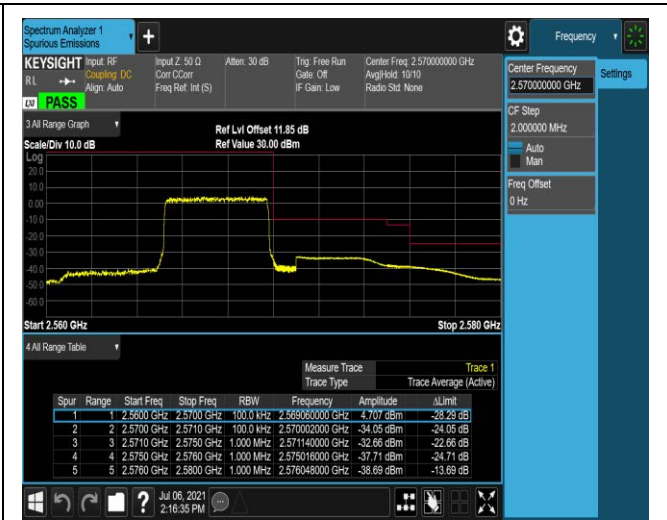 Spectrum Analyzer 1
Spurious Emissions
+
Frequency
KEYSIGHT Input: RF Input Z: 50 Ω Atten: 30 dB Trig: Free Run Center Freq: 2.570000000 GHz
RL Coupling: DC Corr CCorr Gate: Off Avg|Hold: 10/10
Align: Auto Freq Ref: Int (S) IF Gain: Low Radio Std: None
LXI PASS
Center Frequency
2.570000000 GHz
Settings
CF Step
2.000000 MHz
Auto
Man
Freq Offset
0 Hz
3 All Range Graph
Ref Lvl Offset 11.85 dB
Scale/Div 10.0 dB Ref Value 30.00 dBm
Log
20.0
10.0
0.00
-10.0
-20.0
-30.0
-40.0
-50.0
-60.0
Start 2.560 GHz Stop 2.580 GHz
4 All Range Table
Measure Trace Trace 1
Trace Type Trace Average (Active)
Spur Range Start Freq Stop Freq RBW Frequency Amplitude ΔLimit
1 1 2.5600 GHz 2.5700 GHz 100.0 kHz 2.569060000 GHz 4.707 dBm -28.29 dB
2 2 2.5700 GHz 2.5710 GHz 100.0 kHz 2.570002000 GHz -34.05 dBm -24.05 dB
3 3 2.5710 GHz 2.5750 GHz 1.000 MHz 2.571140000 GHz -32.66 dBm -22.66 dB
4 4 2.5750 GHz 2.5760 GHz 1.000 MHz 2.575016000 GHz -37.71 dBm -24.71 dB
5 5 2.5760 GHz 2.5800 GHz 1.000 MHz 2.576048000 GHz -38.69 dBm -13.69 dB
? Jul 06, 2021
2:16:35 PM